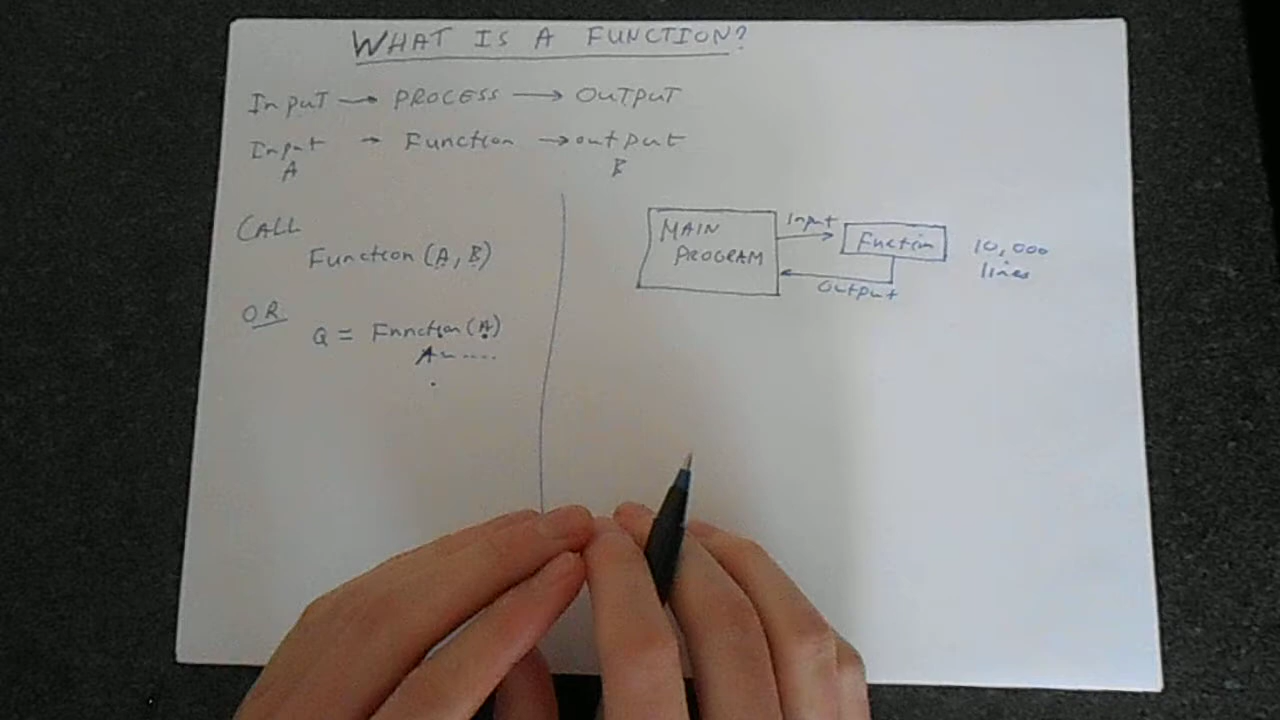 WHAT IS A FUNCTION?
Input → PROCESS → OUTPUT
Input → Function → output
A B
CALL
Function (A, B)
OR
Q = Function (A)
A
MAIN
PROGRAM
Input
Function
Output
10,000
lines